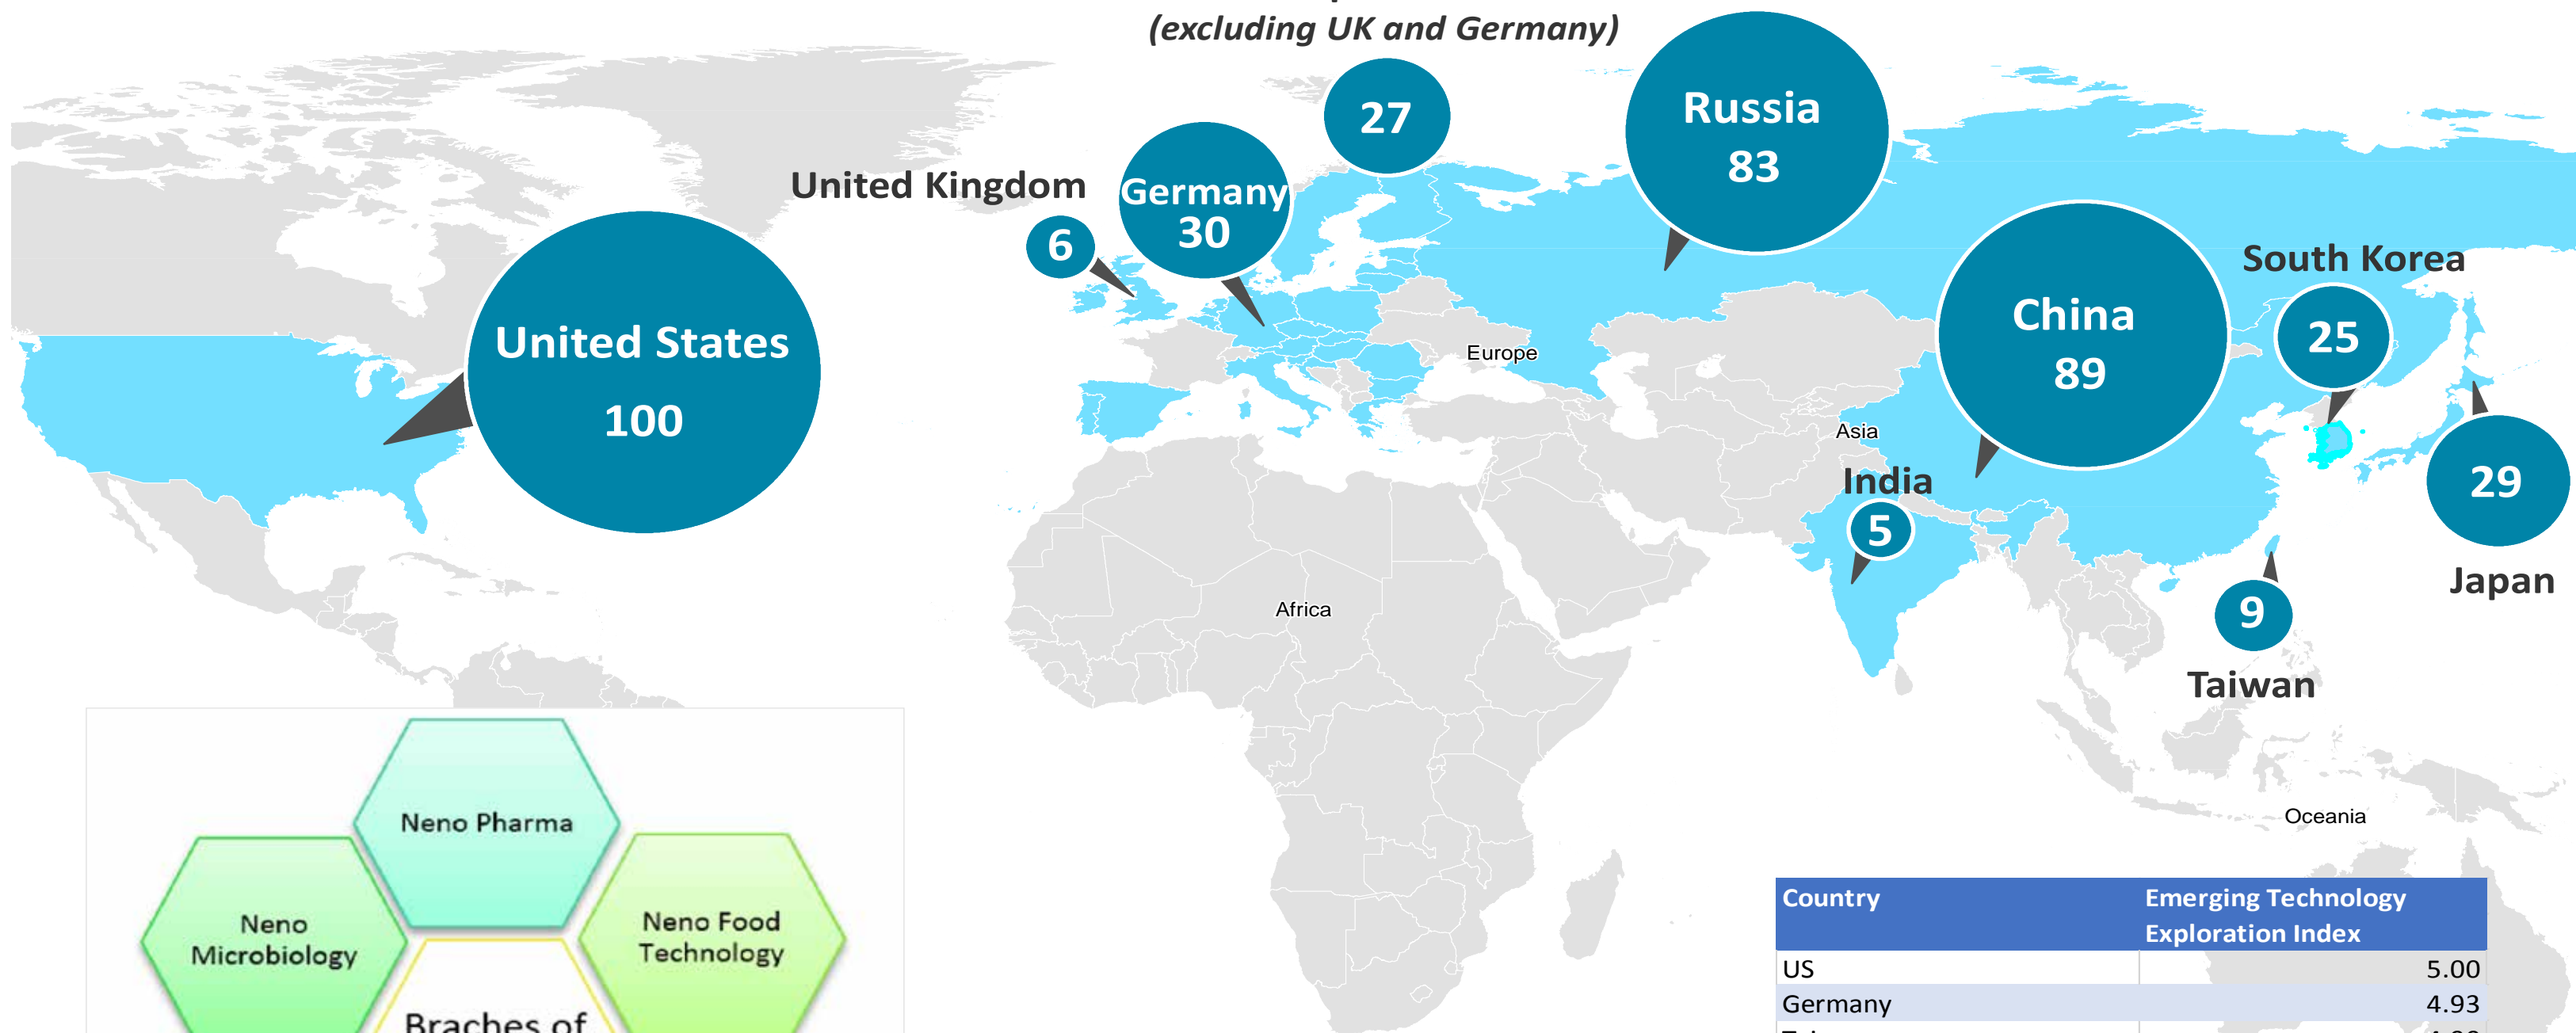 (excluding UK and Germany)
27
Russia
83
United Kingdom
6
Germany
30
United States
100
China
89
South Korea
25
Europe
Asia
India
5
29
Japan
9
Taiwan
Africa
Oceania
Neno Pharma
Neno
Microbiology
Neno Food
Technology
Braches of
Country Emerging Technology
Exploration Index
US 5.00
Germany 4.93